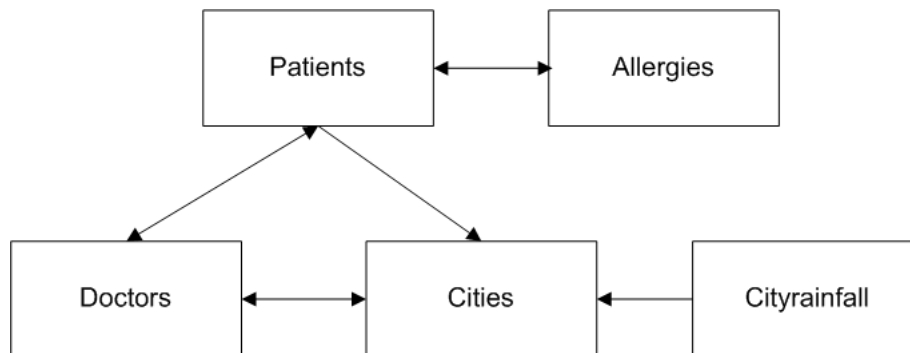 Patients
Allergies
Doctors
Cities
Cityrainfall